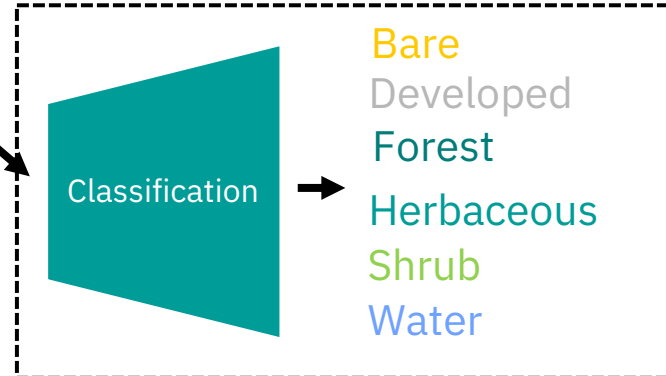 Classification
Bare
Developed
Forest
Herbaceous
Shrub
Water